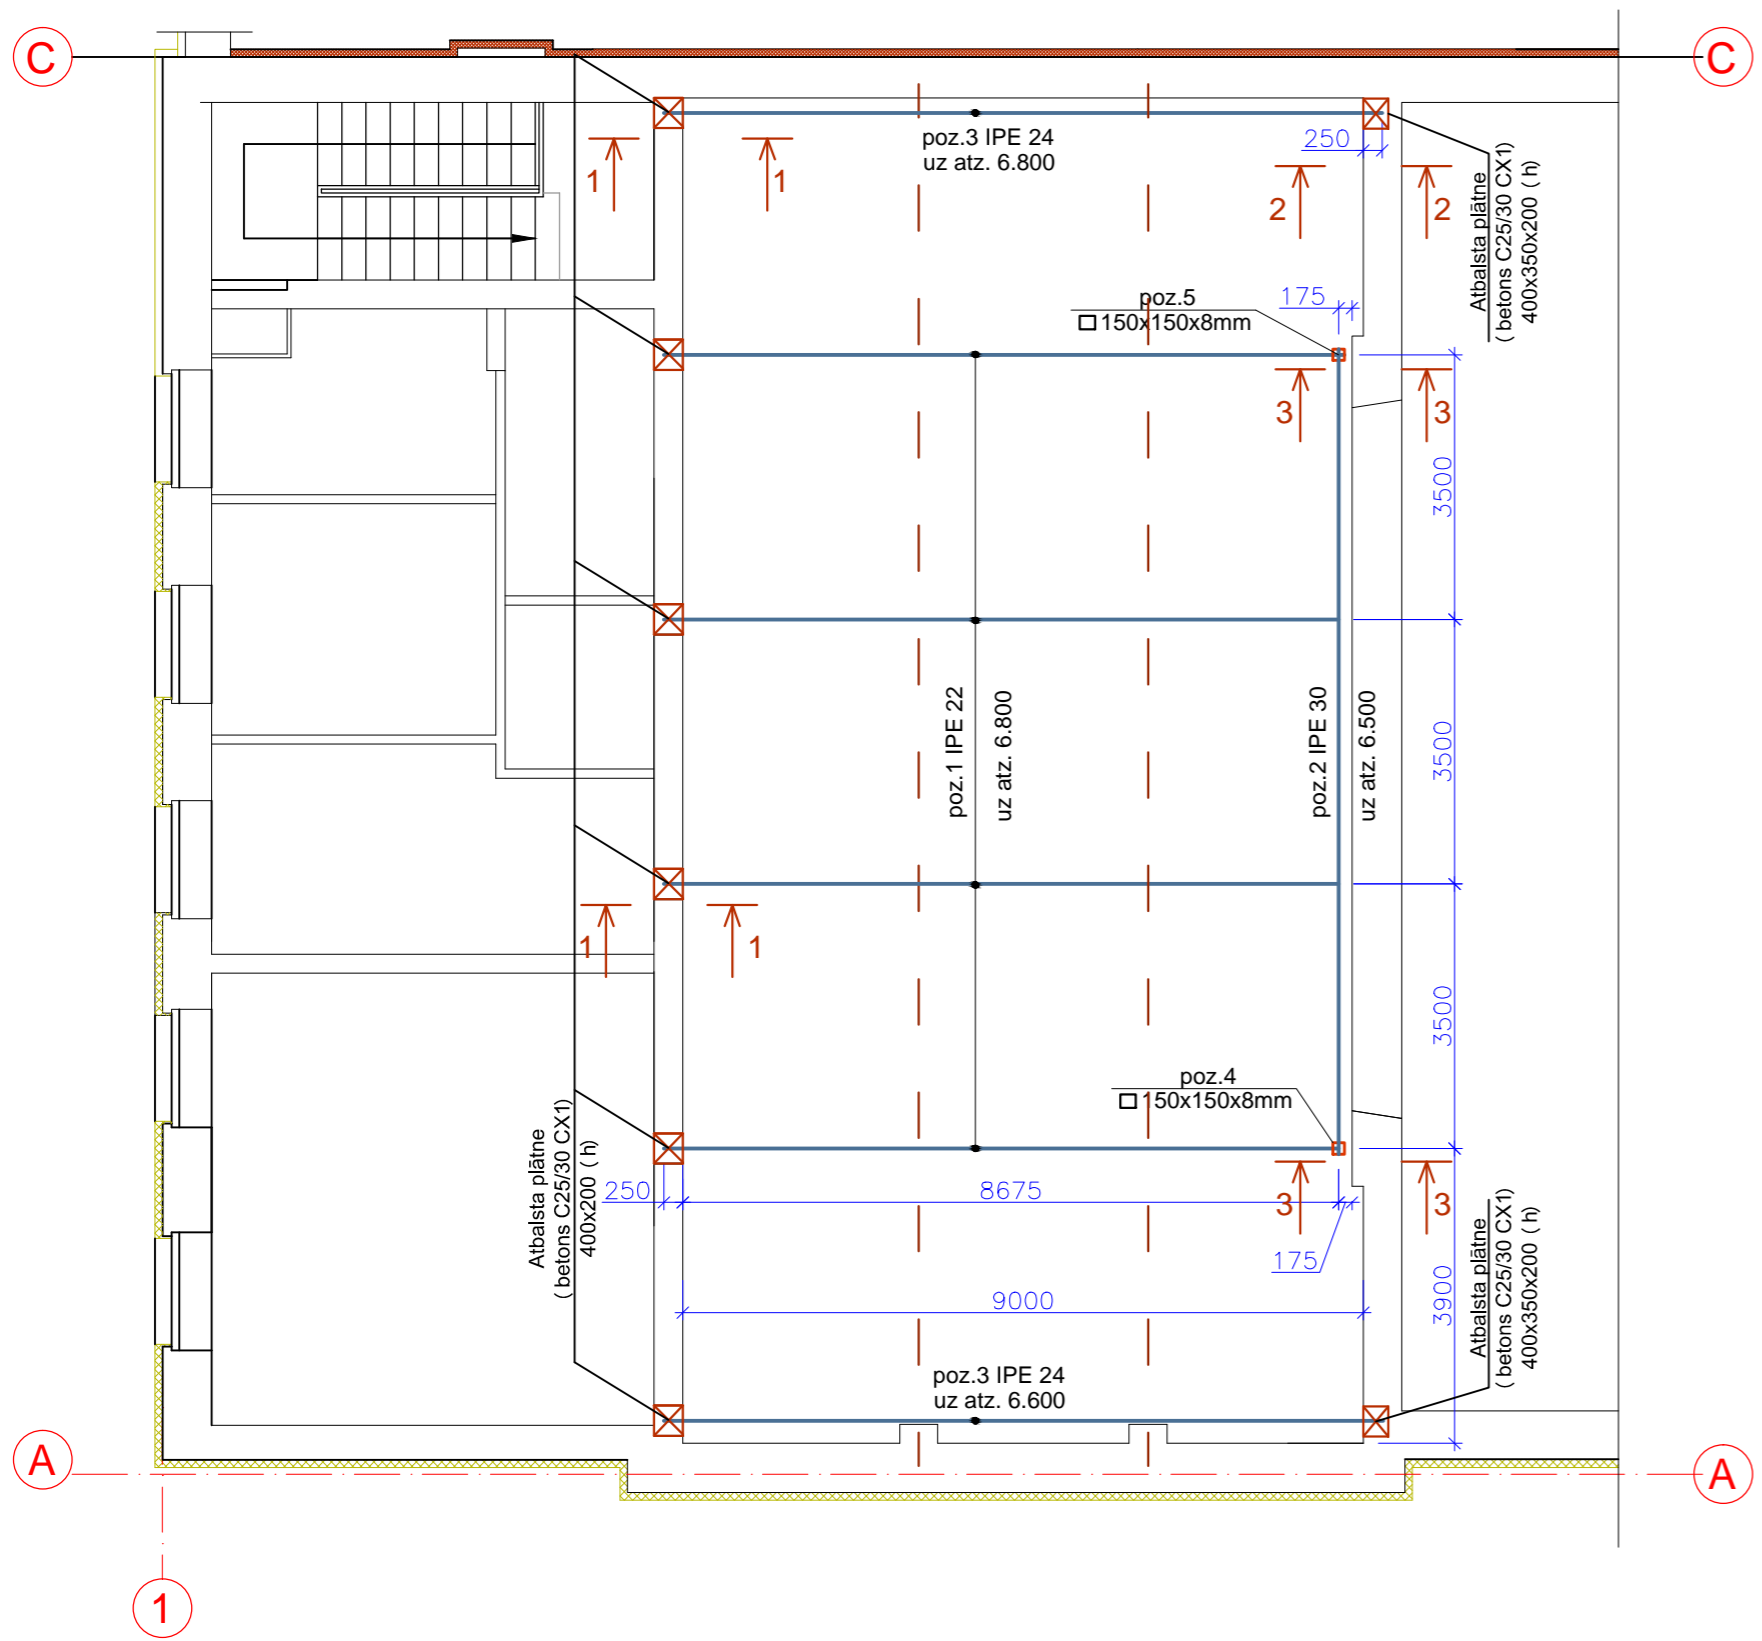 C
C
poz.3 IPE 24
uz atz. 6.800
250
1
1
2
2
Atbalsta plātne
( betons C25/30 CX1)
400x350x200 ( h)
poz.5
150x150x8mm
175
3
3
3500
poz.1 IPE 22
uz atz. 6.800
poz.2 IPE 30
uz atz. 6.500
3500
1
1
3500
poz.4
150x150x8mm
Atbalsta plātne
( betons C25/30 CX1)
400x200 ( h)
250
8675
3
3
175
9000
3900
Atbalsta plātne
( betons C25/30 CX1)
400x350x200 ( h)
poz.3 IPE 24
uz atz. 6.600
A
A
1